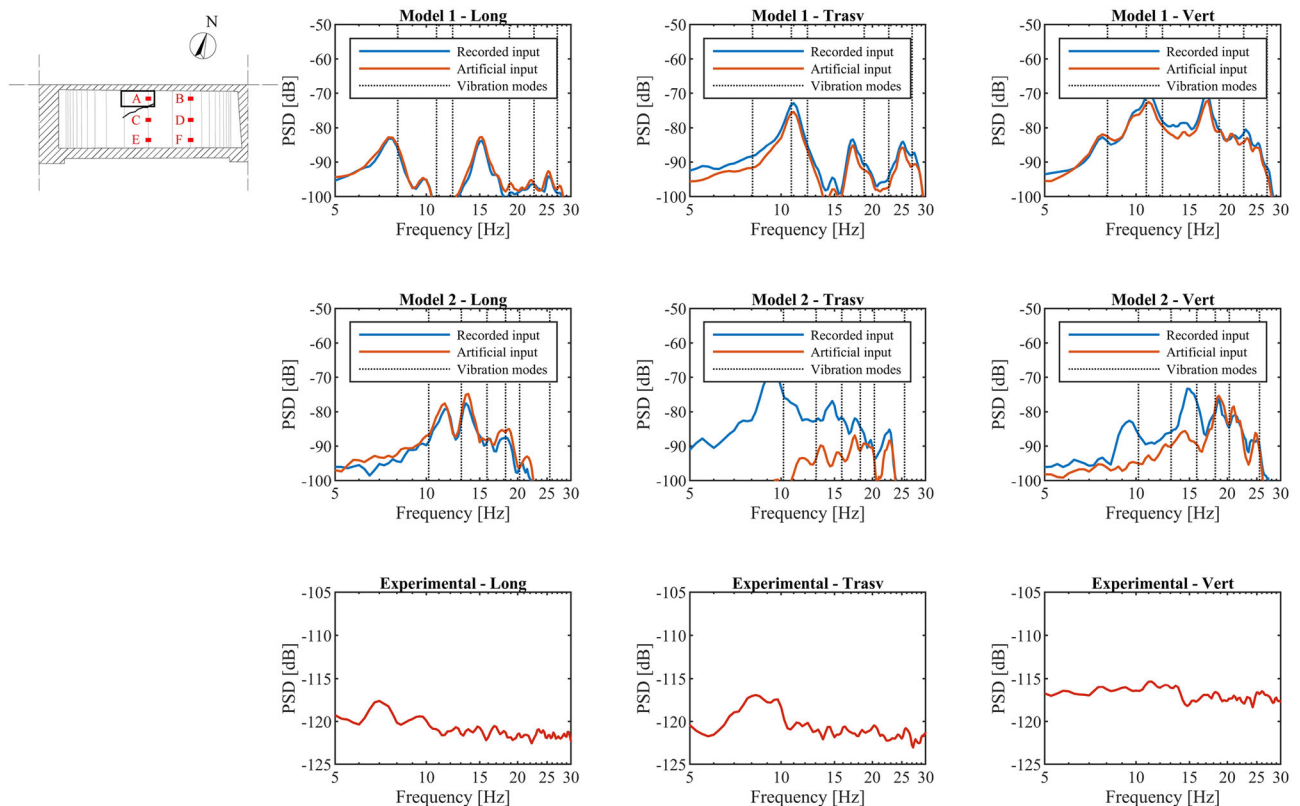 N
A B
C D
E F
Model 1 - Long
PSD [dB]
-50
-60
-70
-80
-90
-100
Recorded input
Artificial input
Vibration modes
5 10 15 20 25 30
Frequency [Hz]
Model 1 - Trasv
PSD [dB]
-50
-60
-70
-80
-90
-100
Recorded input
Artificial input
Vibration modes
5 10 15 20 25 30
Frequency [Hz]
Model 1 - Vert
PSD [dB]
-50
-60
-70
-80
-90
-100
Recorded input
Artificial input
Vibration modes
5 10 15 20 25 30
Frequency [Hz]
Model 2 - Long
PSD [dB]
-50
-60
-70
-80
-90
-100
Recorded input
Artificial input
Vibration modes
5 10 15 20 25 30
Frequency [Hz]
Model 2 - Trasv
PSD [dB]
-50
-60
-70
-80
-90
-100
Recorded input
Artificial input
Vibration modes
5 10 15 20 25 30
Frequency [Hz]
Model 2 - Vert
PSD [dB]
-50
-60
-70
-80
-90
-100
Recorded input
Artificial input
Vibration modes
5 10 15 20 25 30
Frequency [Hz]
Experimental - Long
PSD [dB]
-105
-110
-115
-120
-125
5 10 15 20 25 30
Frequency [Hz]
Experimental - Trasv
PSD [dB]
-105
-110
-115
-120
-125
5 10 15 20 25 30
Frequency [Hz]
Experimental - Vert
PSD [dB]
-105
-110
-115
-120
-125
5 10 15 20 25 30
Frequency [Hz]